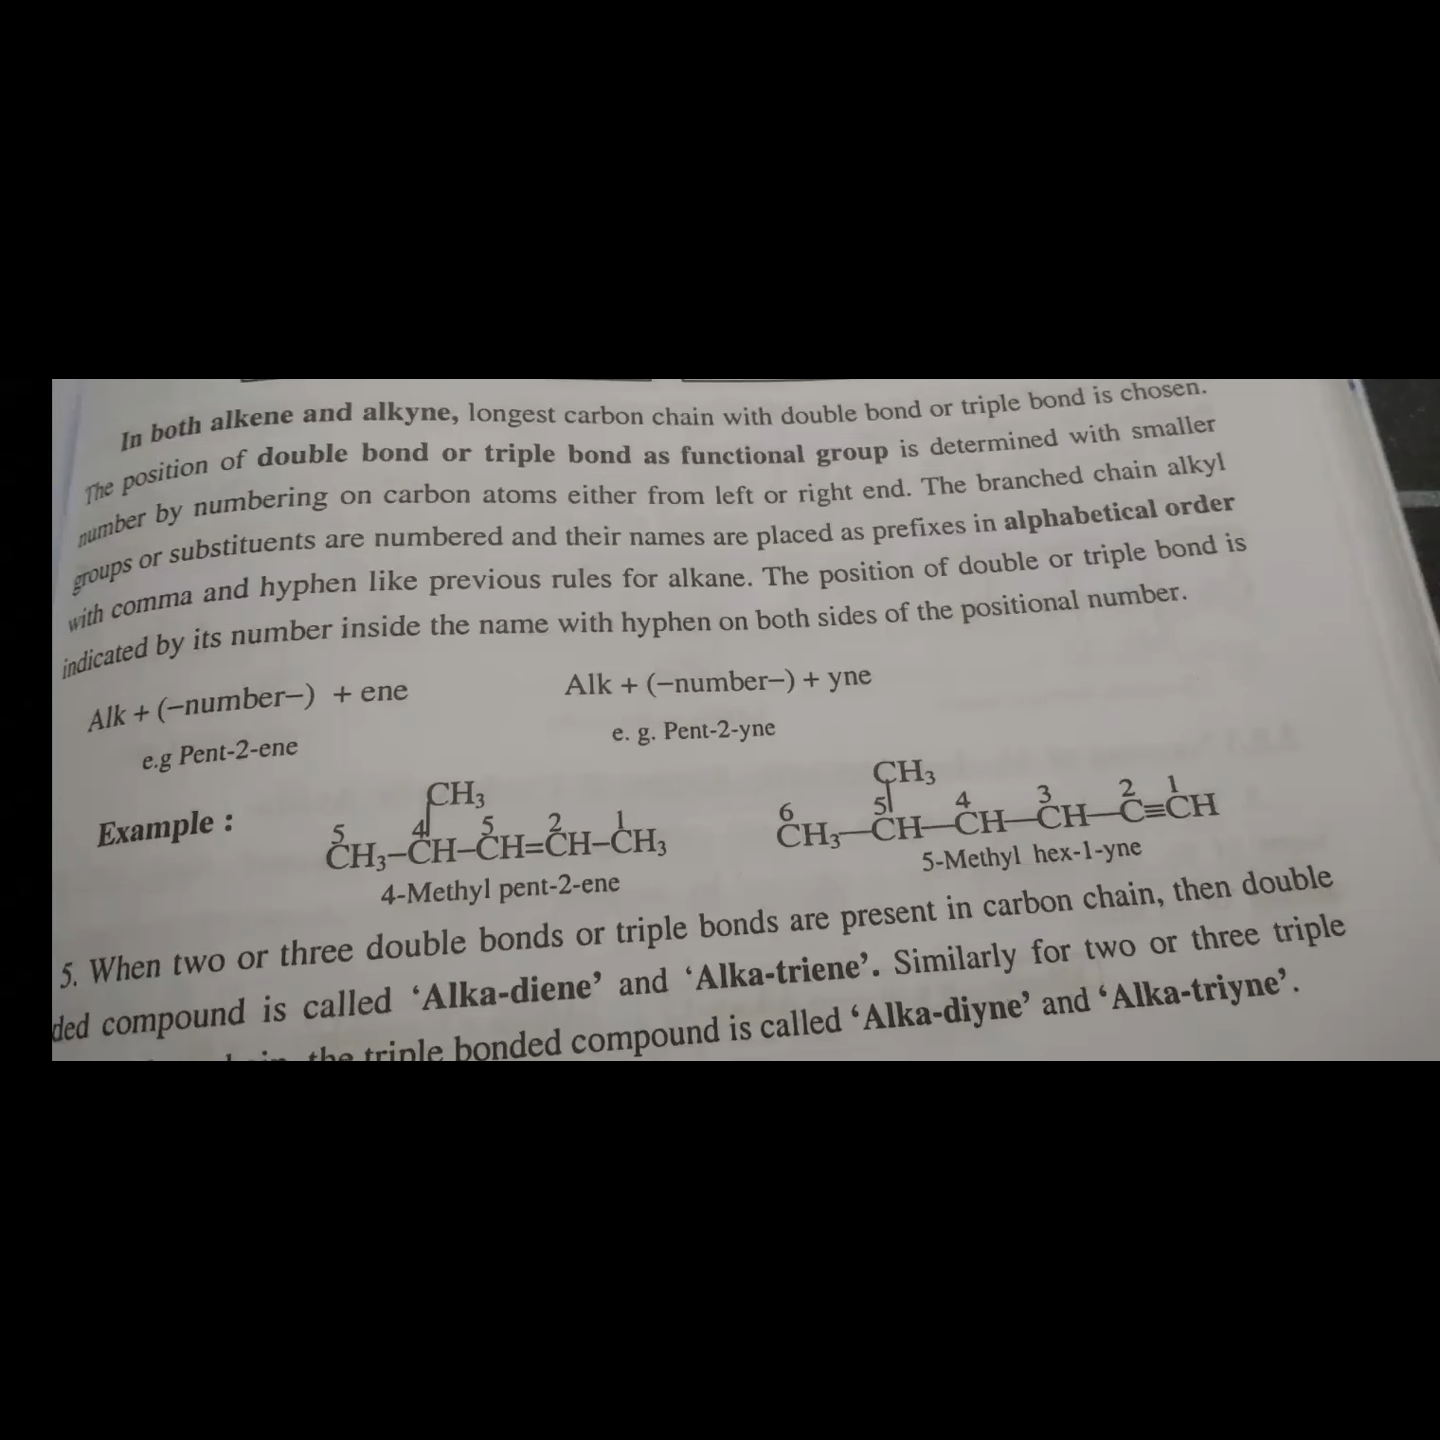 In both alkene and alkyne, longest carbon chain with double bond or triple bond is chosen.
The position of double bond or triple bond as functional group is determined with smaller
number by numbering on carbon atoms either from left or right end. The branched chain alkyl
groups or substituents are numbered and their names are placed as prefixes in alphabetical order
with comma and hyphen like previous rules for alkane. The position of double or triple bond is
indicated by its number inside the name with hyphen on both sides of the positional number.
Alk + (–number–) + ene Alk + (–number–) + yne
e.g Pent-2-ene e. g. Pent-2-yne
CH₃ CH₃
5 4 5 2 1 6 5 4 3 2 1
Example : CH₃–CH–CH=CH–CH₃ CH₃—CH—CH—CH—C≡CH
4-Methyl pent-2-ene 5-Methyl hex-1-yne
5. When two or three double bonds or triple bonds are present in carbon chain, then double
ded compound is called ‘Alka-diene’ and ‘Alka-triene’. Similarly for two or three triple
the triple bonded compound is called ‘Alka-diyne’ and ‘Alka-triyne’.